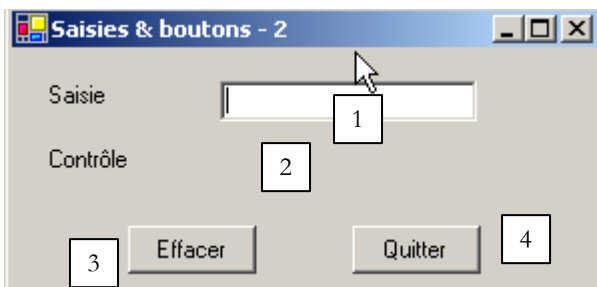 Saisies & boutons - 2
Saisie
1
Contrôle
2
3
Effacer
Quitter
4